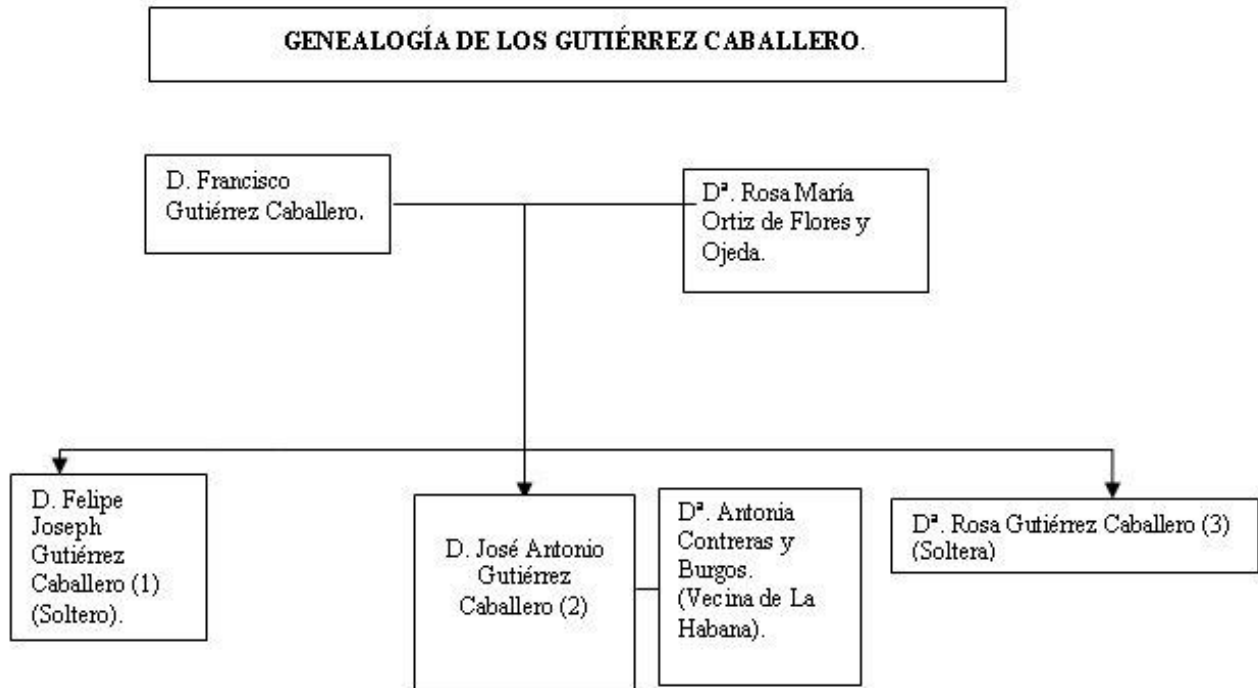 GENEALOGÍA DE LOS GUTIÉRREZ CABALLERO.
D. Francisco
Gutiérrez Caballero.
Dª. Rosa María
Ortiz de Flores y
Ojeda.
D. Felipe
Joseph
Gutiérrez
Caballero (1)
(Soltero).
D. José Antonio
Gutiérrez
Caballero (2)
Dª. Antonia
Contreras y
Burgos.
(Vecina de La
Habana).
Dª. Rosa Gutiérrez Caballero (3)
(Soltera)